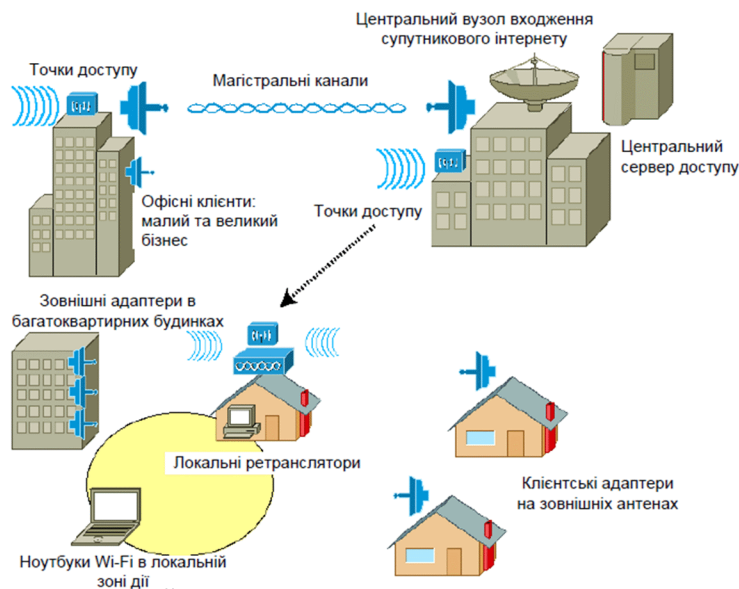 Центральний вузол входження
супутникового інтернету
Точки доступу
Магістральні канали
Центральний
сервер доступу
Офісні клієнти:
малий та великий
бізнес
Точки доступу
Зовнішні адаптери в
багатоквартирних будинках
Локальні ретранслятори
Клієнтські адаптери
на зовнішніх антенах
Ноутбуки Wi-Fi в локальній
зоні дії